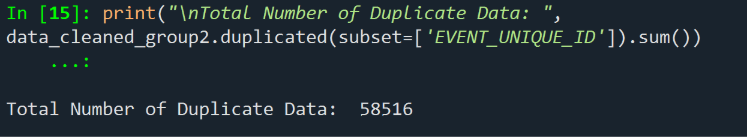 In [15]: print("\nTotal Number of Duplicate Data: ",
data_cleaned_group2.duplicated(subset=['EVENT_UNIQUE_ID']).sum())
...:
Total Number of Duplicate Data:  58516